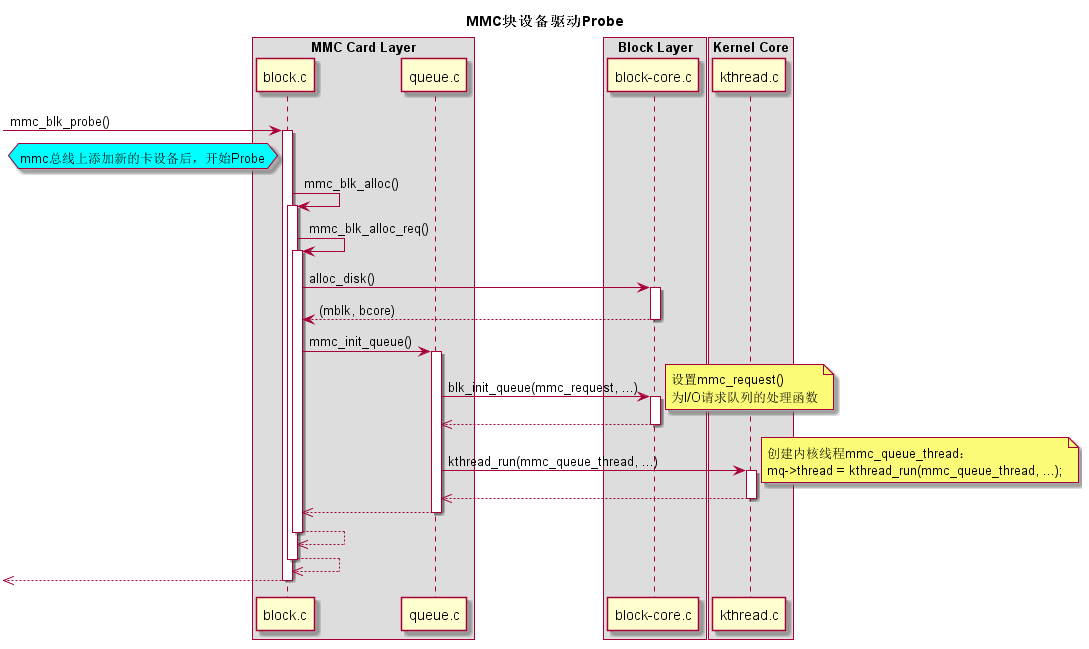 MMC块设备驱动Probe
MMC Card Layer
Block Layer
Kernel Core
block.c
queue.c
block-core.c
kthread.c
mmc_blk_probe()
mmc总线上添加新的卡设备后，开始Probe
mmc_blk_alloc()
mmc_blk_alloc_req()
alloc_disk()
(mblk, bcore)
mmc_init_queue()
blk_init_queue(mmc_request, ...)
设置mmc_request()
为I/O请求队列的处理函数
kthread_run(mmc_queue_thread, ...)
创建内核线程mmc_queue_thread：
mq->thread = kthread_run(mmc_queue_thread, ...);
block.c
queue.c
block-core.c
kthread.c